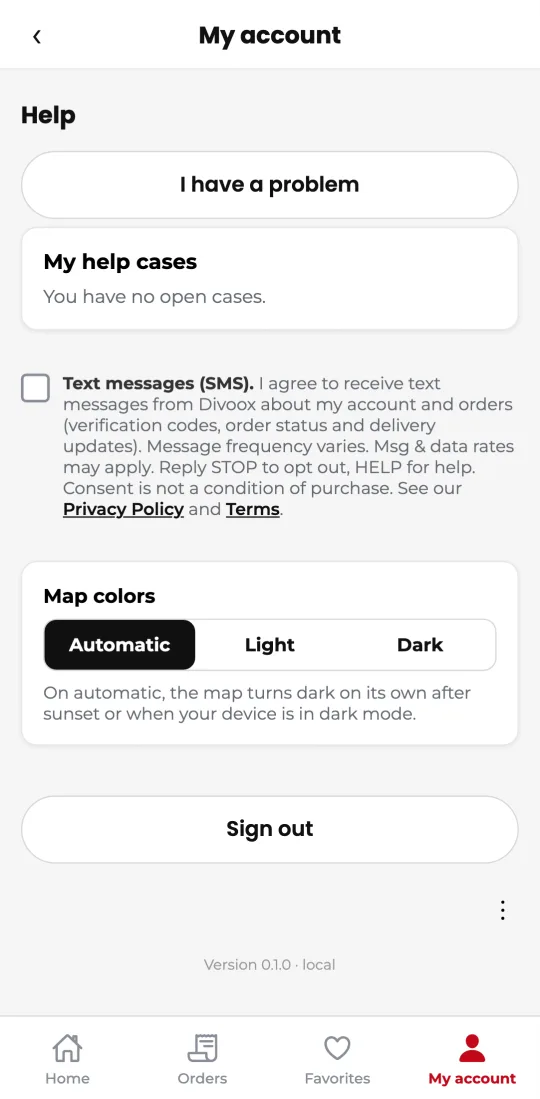 My account
Help
I have a problem
My help cases
You have no open cases.
Text messages (SMS). I agree to receive text
messages from Divoox about my account and orders
(verification codes, order status and delivery
updates). Message frequency varies. Msg & data rates
may apply. Reply STOP to opt out, HELP for help.
Consent is not a condition of purchase. See our
Privacy Policy and Terms.
Map colors
Automatic Light Dark
On automatic, the map turns dark on its own after
sunset or when your device is in dark mode.
Sign out
Version 0.1.0 · local
Home Orders Favorites My account